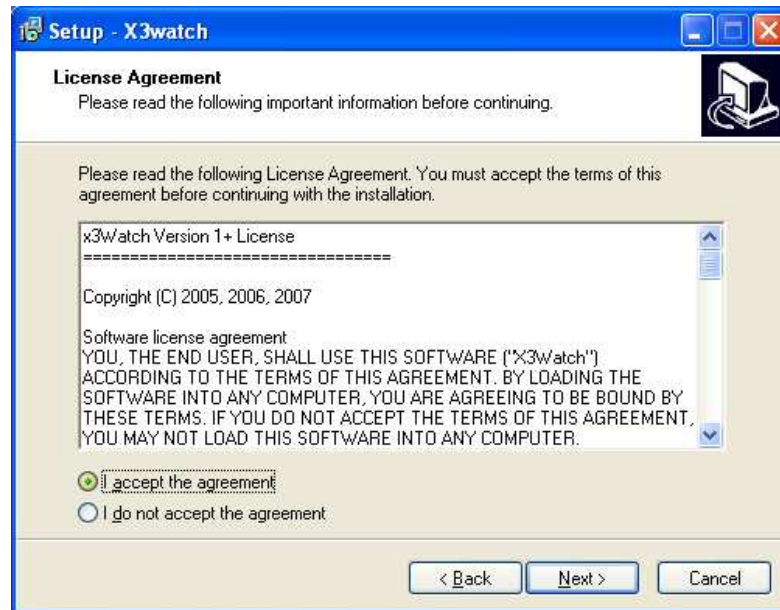 Setup - X3watch
License Agreement
Please read the following important information before continuing.
Please read the following License Agreement. You must accept the terms of this
agreement before continuing with the installation.
x3Watch Version 1+ License
=================================
Copyright (C) 2005, 2006, 2007
Software license agreement
YOU, THE END USER, SHALL USE THIS SOFTWARE ("X3Watch")
ACCORDING TO THE TERMS OF THIS AGREEMENT. BY LOADING THE
SOFTWARE INTO ANY COMPUTER, YOU ARE AGREEING TO BE BOUND BY
THESE TERMS. IF YOU DO NOT ACCEPT THE TERMS OF THIS AGREEMENT,
YOU MAY NOT LOAD THIS SOFTWARE INTO ANY COMPUTER.
I accept the agreement
I do not accept the agreement
< Back
Next >
Cancel